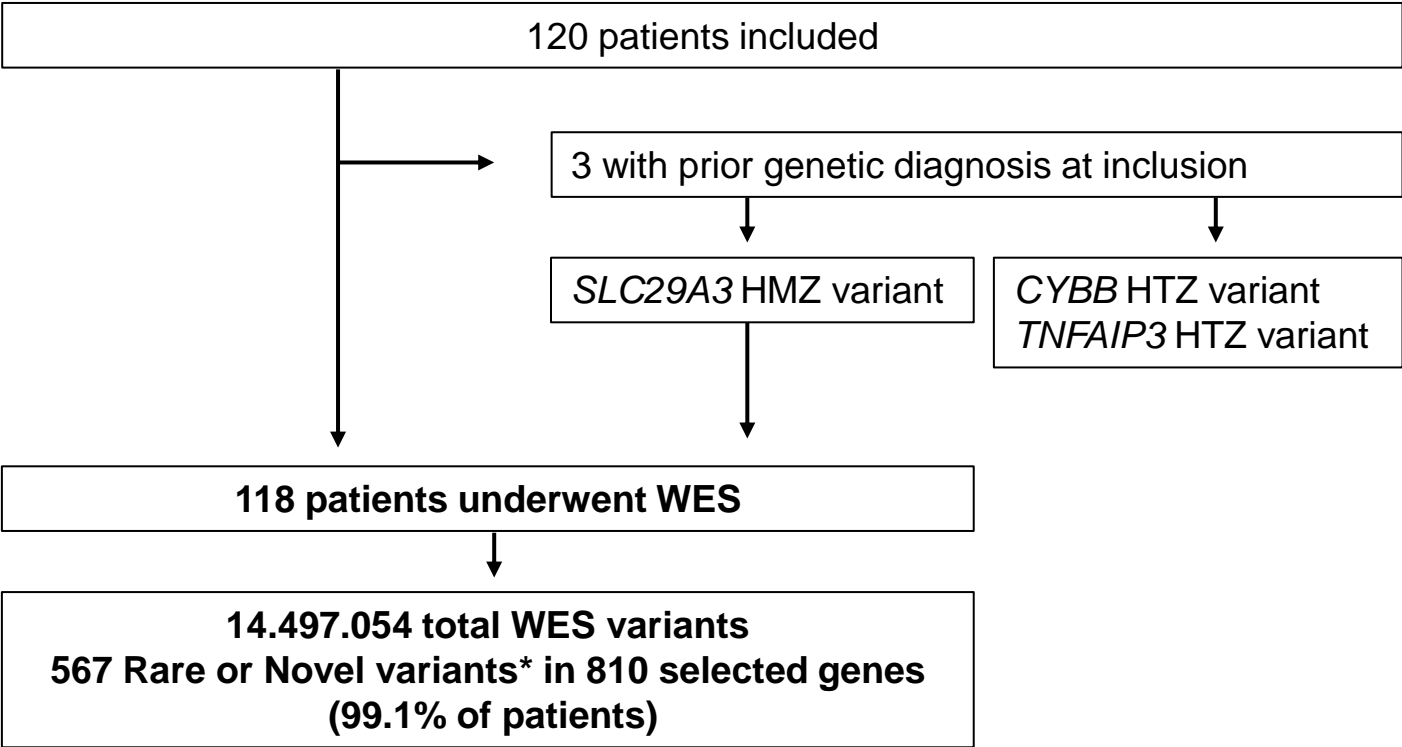 120 patients included
3 with prior genetic diagnosis at inclusion
SLC29A3 HMZ variant
CYBB HTZ variant
TNFAIP3 HTZ variant
118 patients underwent WES
14.497.054 total WES variants
567 Rare or Novel variants* in 810 selected genes
(99.1% of patients)